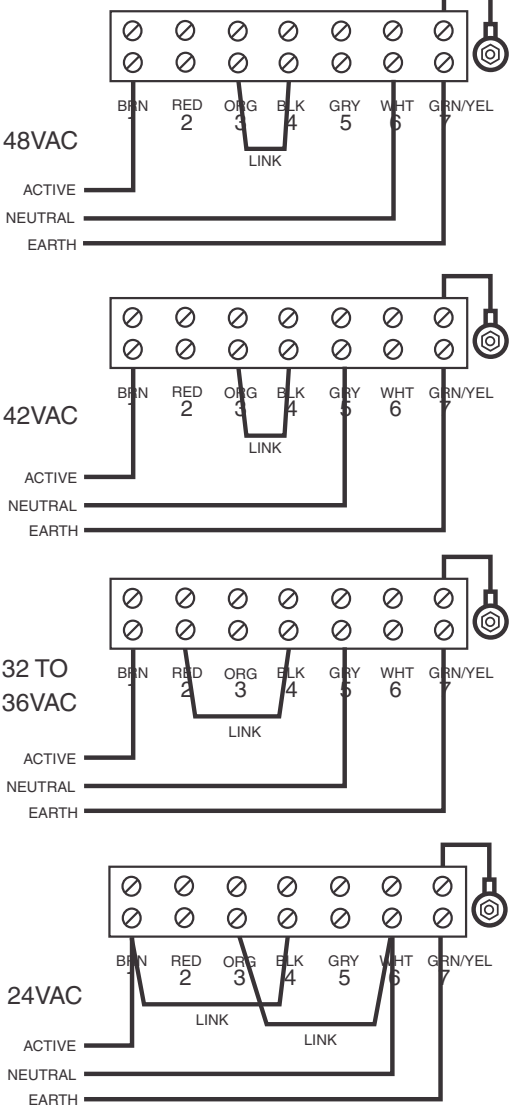 BRN RED ORG BLK GRY WHT GRN/YEL
1 2 3 4 5 6 7
48VAC
LINK
ACTIVE
NEUTRAL
EARTH
BRN RED ORG BLK GRY WHT GRN/YEL
1 2 3 4 5 6 7
42VAC
LINK
ACTIVE
NEUTRAL
EARTH
32 TO
36VAC
BRN RED ORG BLK GRY WHT GRN/YEL
1 2 3 4 5 6 7
LINK
ACTIVE
NEUTRAL
EARTH
BRN RED ORG BLK GRY WHT GRN/YEL
1 2 3 4 5 6 7
24VAC
LINK
LINK
ACTIVE
NEUTRAL
EARTH